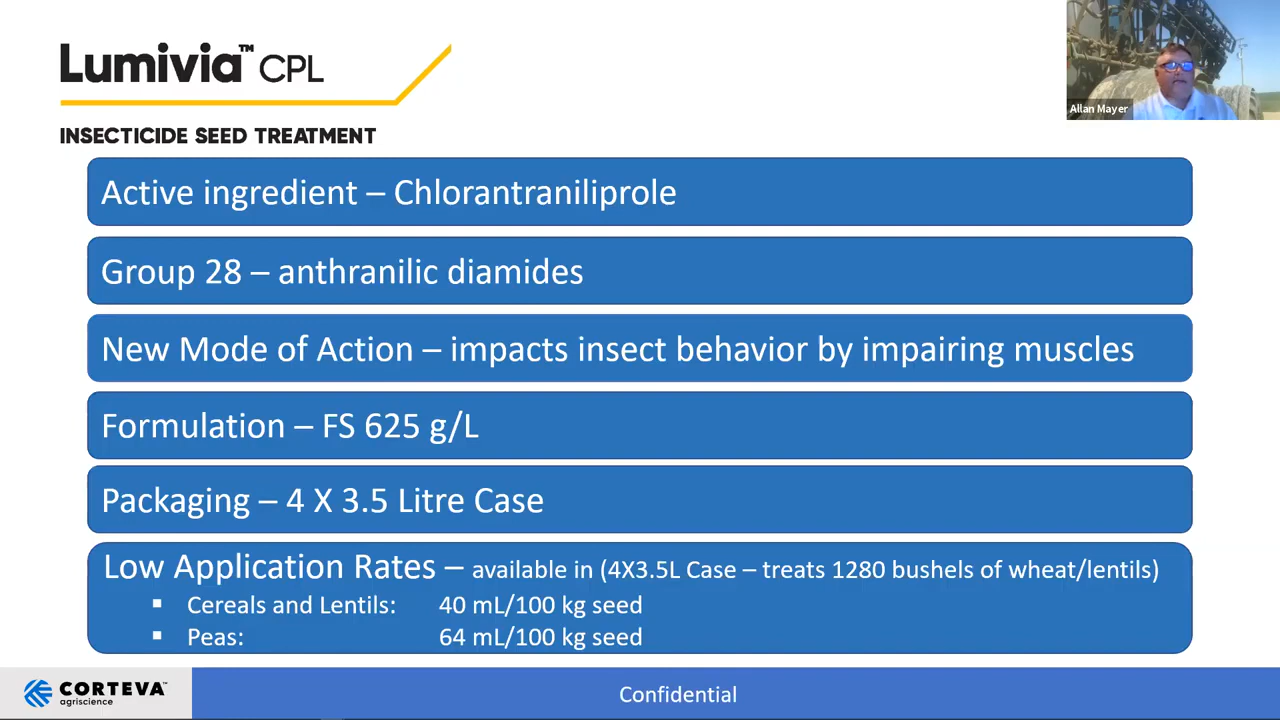 Lumivia™ CPL
Allan Mayer
INSECTICIDE SEED TREATMENT
Active ingredient – Chlorantraniliprole
Group 28 – anthranilic diamides
New Mode of Action – impacts insect behavior by impairing muscles
Formulation – FS 625 g/L
Packaging – 4 X 3.5 Litre Case
Low Application Rates – available in (4X3.5L Case – treats 1280 bushels of wheat/lentils)
▪ Cereals and Lentils: 40 mL/100 kg seed
▪ Peas: 64 mL/100 kg seed
CORTEVA™
agriscience
Confidential